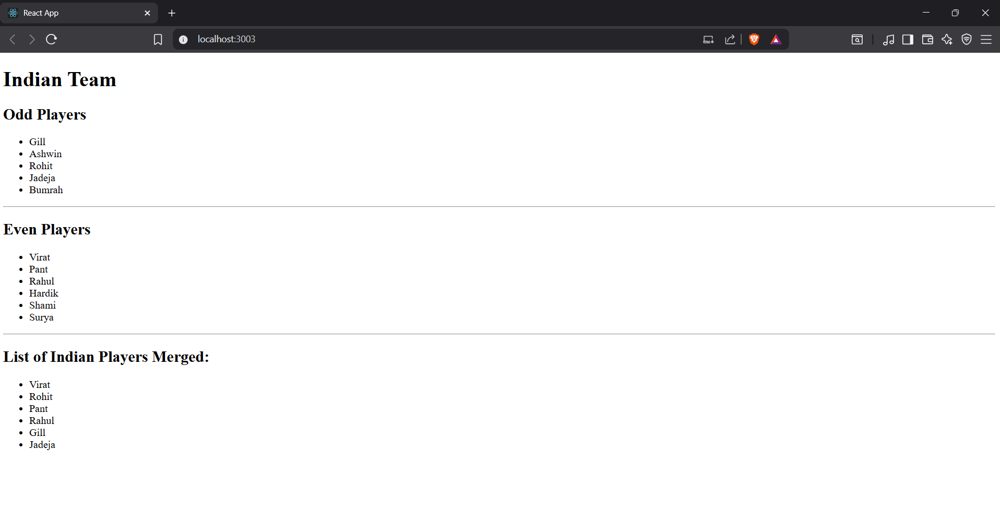 React App
localhost:3003
Indian Team
Odd Players
Gill
Ashwin
Rohit
Jadeja
Bumrah
Even Players
Virat
Pant
Rahul
Hardik
Shami
Surya
List of Indian Players Merged:
Virat
Rohit
Pant
Rahul
Gill
Jadeja